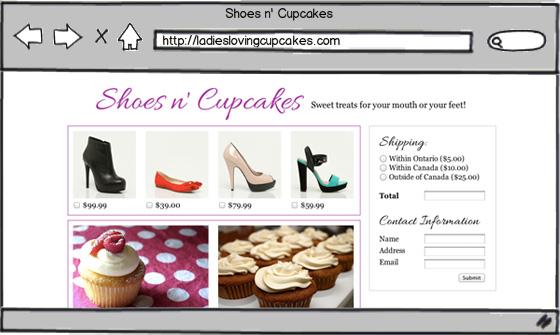 Shoes n' Cupcakes
http://ladieslovingcupcakes.com
Shoes n' Cupcakes Sweet treats for your mouth or your feet!
$99.99 $39.00 $79.99 $59.99
Shipping:
Within Ontario ($5.00)
Within Canada ($10.00)
Outside of Canada ($25.00)
Total
Contact Information
Name
Address
Email
Submit